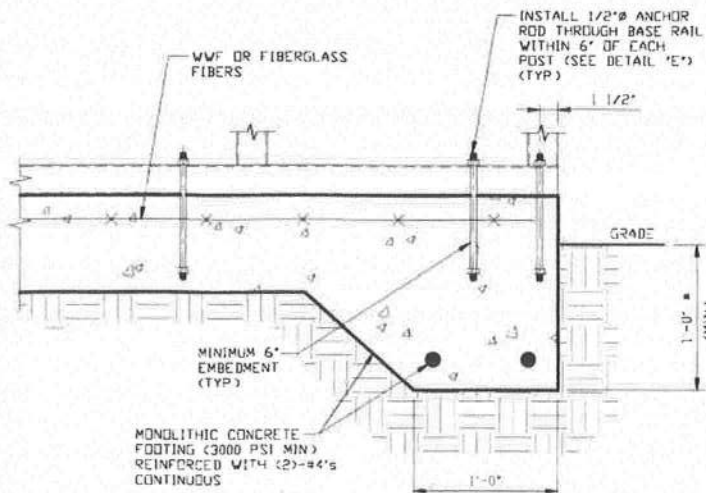 INSTALL 1/2"Ø ANCHOR
ROD THROUGH BASE RAIL
WITHIN 6" OF EACH
POST (SEE DETAIL "E")
(TYP)
WWF OR FIBERGLASS
FIBERS
1 1/2"
GRADE
1'-0"
MINIMUM 6"
EMBEDMENT
(TYP)
MONOLITHIC CONCRETE
FOOTING (3000 PSI MIN)
REINFORCED WITH (2)-#4's
CONTINUOUS
1'-0"